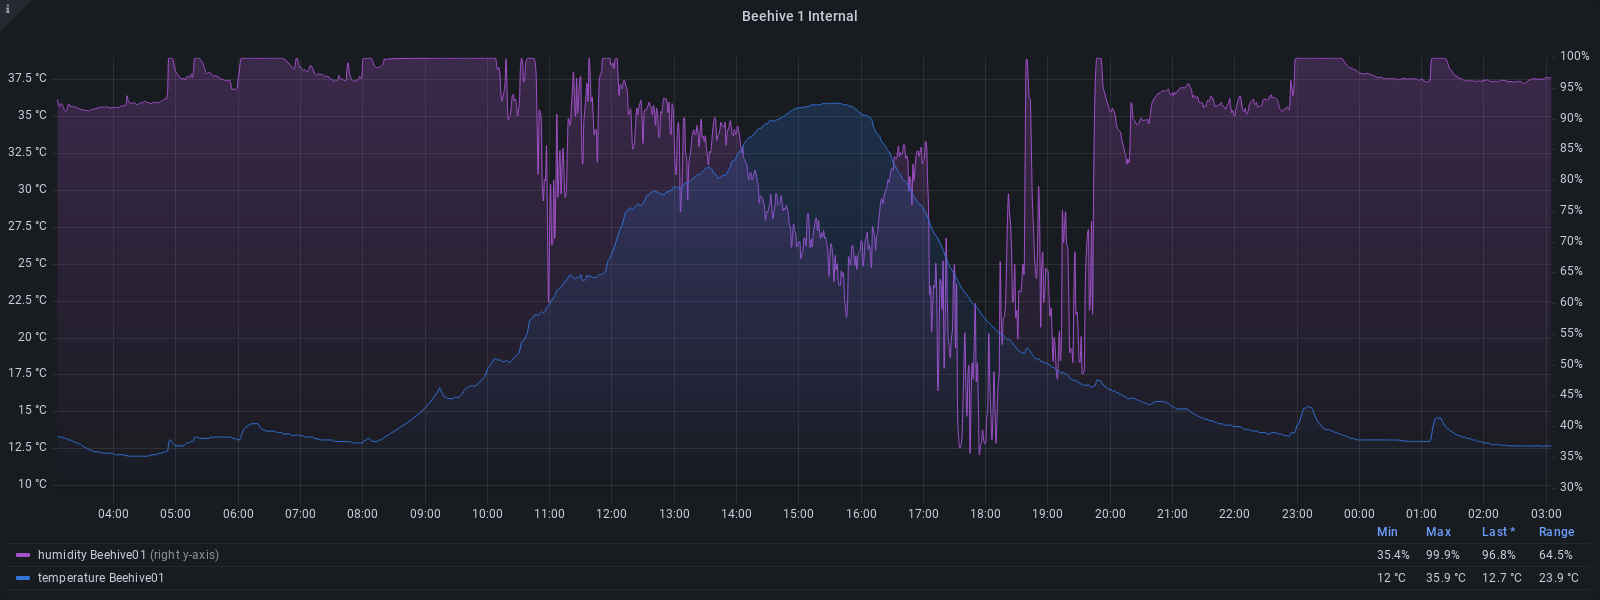 i
Beehive 1 Internal
37.5 °C
35 °C
32.5 °C
30 °C
27.5 °C
25 °C
22.5 °C
20 °C
17.5 °C
15 °C
12.5 °C
10 °C
100%
95%
90%
85%
80%
75%
70%
65%
60%
55%
50%
45%
40%
35%
30%
04:00 05:00 06:00 07:00 08:00 09:00 10:00 11:00 12:00 13:00 14:00 15:00 16:00 17:00 18:00 19:00 20:00 21:00 22:00 23:00 00:00 01:00 02:00 03:00
Min Max Last * Range
humidity Beehive01 (right y-axis) 35.4% 99.9% 96.8% 64.5%
temperature Beehive01 12 °C 35.9 °C 12.7 °C 23.9 °C